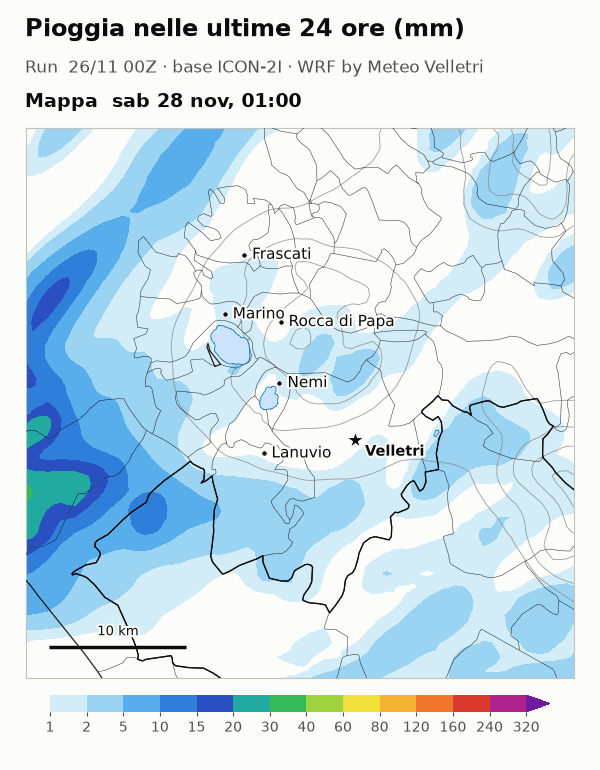 Pioggia nelle ultime 24 ore (mm)
Run  26/11 00Z · base ICON-2I · WRF by Meteo Velletri
Mappa  sab 28 nov, 01:00
Frascati
Marino
Rocca di Papa
Nemi
Velletri
Lanuvio
10 km
1 2 5 10 15 20 30 40 60 80 120 160 240 320